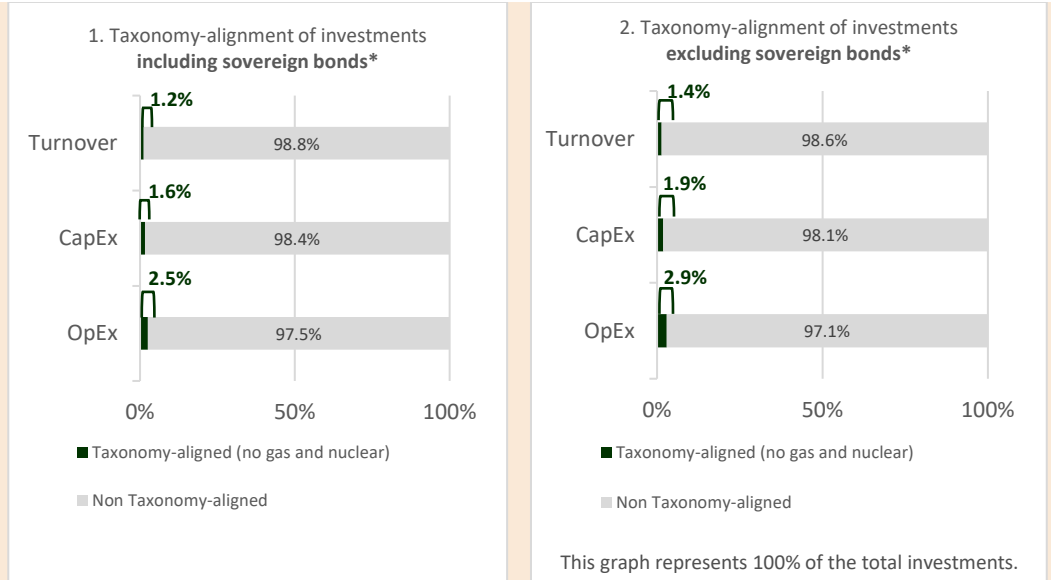 1. Taxonomy-alignment of investments
including sovereign bonds*
1.2%
Turnover
98.8%
1.6%
CapEx
98.4%
2.5%
OpEx
97.5%
0%
50%
100%
Taxonomy-aligned (no gas and nuclear)
Non Taxonomy-aligned
2. Taxonomy-alignment of investments
excluding sovereign bonds*
1.4%
Turnover
98.6%
1.9%
CapEx
98.1%
2.9%
OpEx
97.1%
0%
50%
100%
Taxonomy-aligned (no gas and nuclear)
Non Taxonomy-aligned
This graph represents 100% of the total investments.